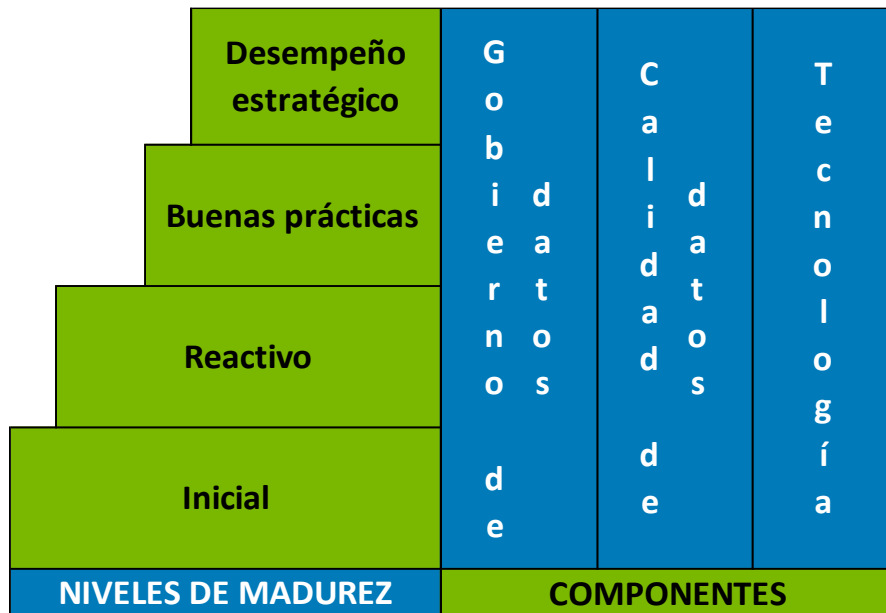 Desempeño
estratégico
Buenas prácticas
Reactivo
Inicial
NIVELES DE MADUREZ
Gobierno de
datos
Calidad de
datos
Tecnología
COMPONENTES